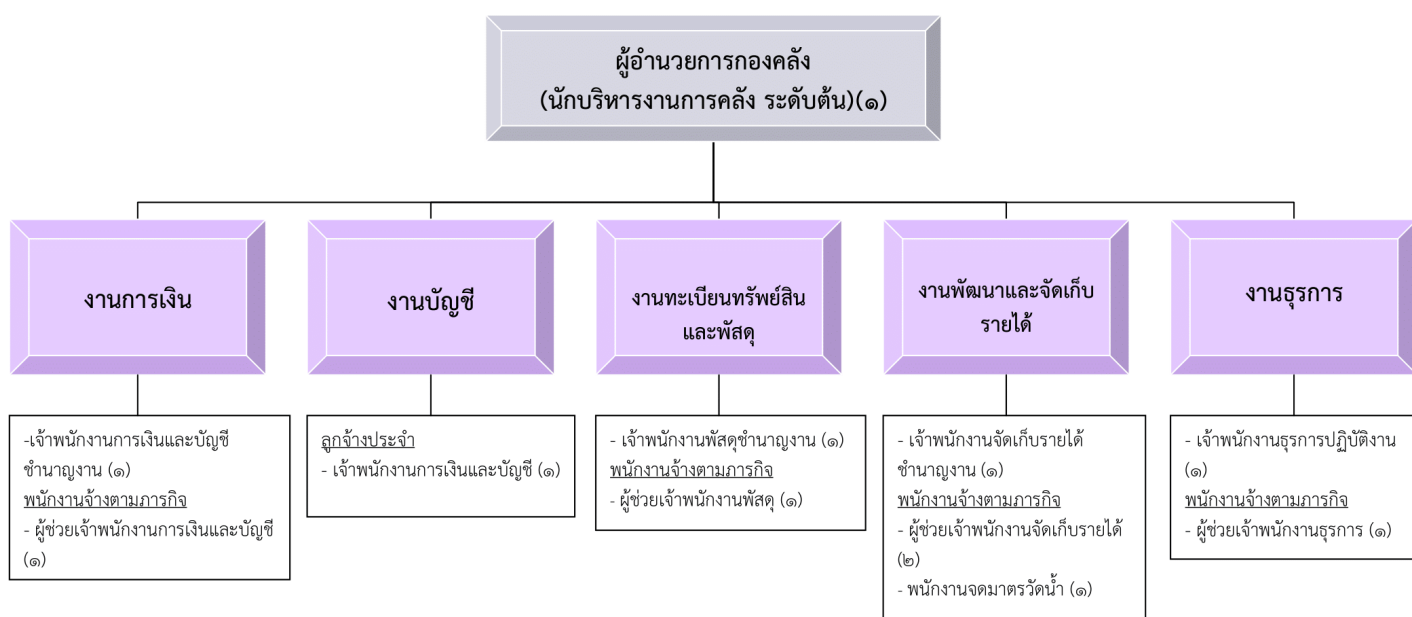 ผู้อำนวยการกองคลัง
(นักบริหารงานการคลัง ระดับต้น)(๑)
งานการเงิน
งานบัญชี
งานทะเบียนทรัพย์สิน
และพัสดุ
งานพัฒนาและจัดเก็บ
รายได้
งานธุรการ
-เจ้าพนักงานการเงินและบัญชี
ชำนาญงาน (๑)
พนักงานจ้างตามภารกิจ
- ผู้ช่วยเจ้าพนักงานการเงินและบัญชี
(๑)
ลูกจ้างประจำ
- เจ้าพนักงานการเงินและบัญชี (๑)
- เจ้าพนักงานพัสดุชำนาญงาน (๑)
พนักงานจ้างตามภารกิจ
- ผู้ช่วยเจ้าพนักงานพัสดุ (๑)
- เจ้าพนักงานจัดเก็บรายได้
ชำนาญงาน (๑)
พนักงานจ้างตามภารกิจ
- ผู้ช่วยเจ้าพนักงานจัดเก็บรายได้
(๒)
- พนักงานจดมาตรวัดน้ำ (๑)
- เจ้าพนักงานธุรการปฏิบัติงาน
(๑)
พนักงานจ้างตามภารกิจ
- ผู้ช่วยเจ้าพนักงานธุรการ (๑)